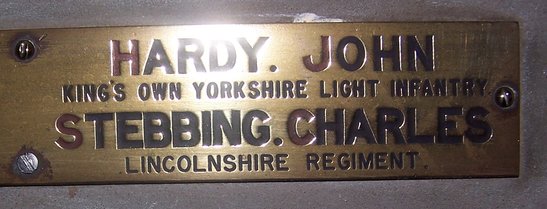 HARDY. JOHN
KING'S OWN YORKSHIRE LIGHT INFANTRY.
STEBBING. CHARLES
.LINCOLNSHIRE REGIMENT.